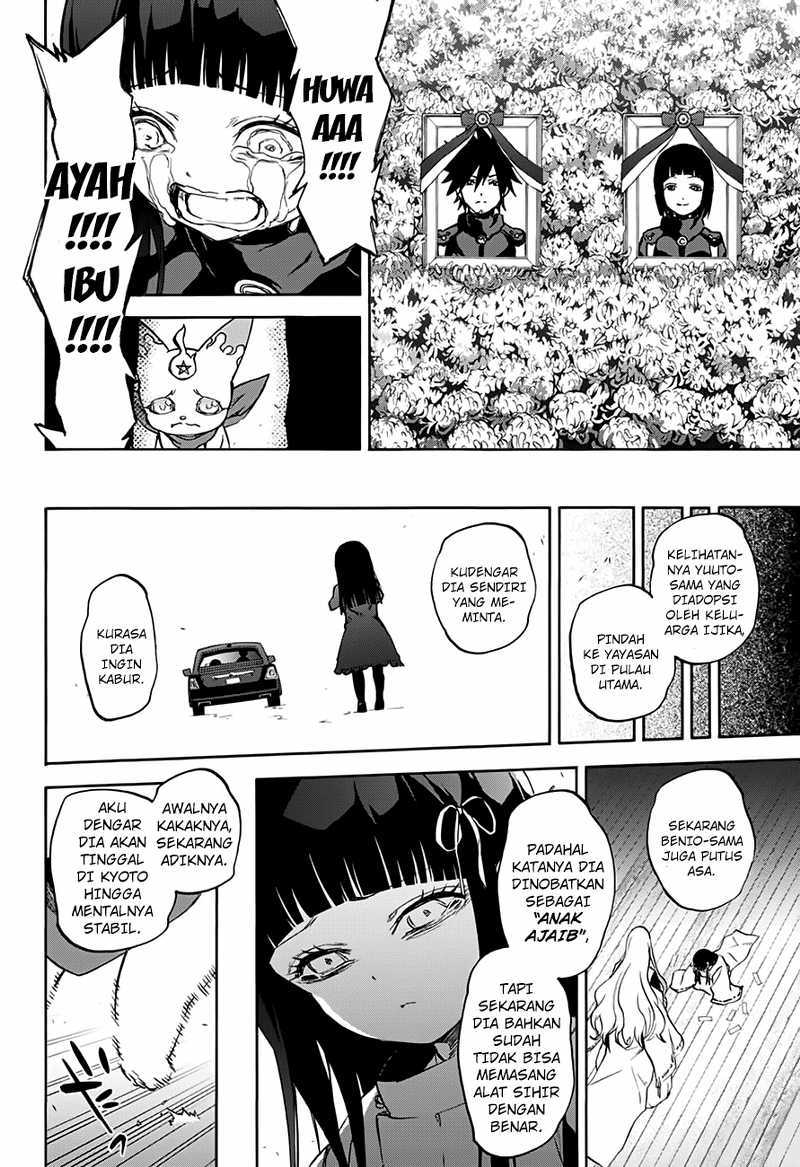 HUWA
AAA
!!!!
AYAH
!!!!
IBU
!!!!
KELIHATAN-
NYA YUUTO-
SAMA YANG
DIADOPSI
OLEH KELU-
ARGA IJIKA,
PINDAH
KE YAYASAN
DI PULAU
UTAMA.
KUDENGAR
DIA SENDIRI
YANG ME-
MINTA.
KURASA
DIA
INGIN
KABUR.
SEKARANG
BENIO-SAMA
JUGA PUTUS
ASA.
PADAHAL
KATANYA DIA
DINOBATKAN
SEBAGAI
"ANAK
AJAIB",
TAPI
SEKARANG
DIA BAHKAN
SUDAH
TIDAK BISA
MEMASANG
ALAT SIHIR
DENGAN
BENAR.
AWALNYA
KAKAKNYA,
SEKARANG
ADIKNYA.
AKU
DENGAR
DIA AKAN
TINGGAL
DI KYOTO
HINGGA
MENTALNYA
STABIL.